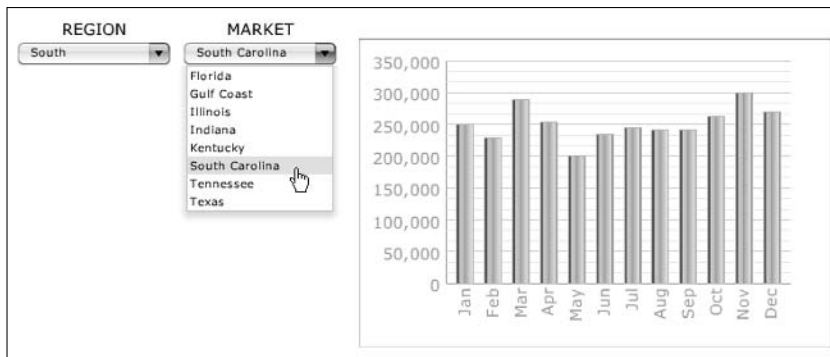 REGION
South
MARKET
South Carolina
Florida
Gulf Coast
Illinois
Indiana
Kentucky
South Carolina
Tennessee
Texas
350,000
300,000
250,000
200,000
150,000
100,000
50,000
0
Jan Feb Mar Apr May Jun Jul Aug Sep Oct Nov Dec